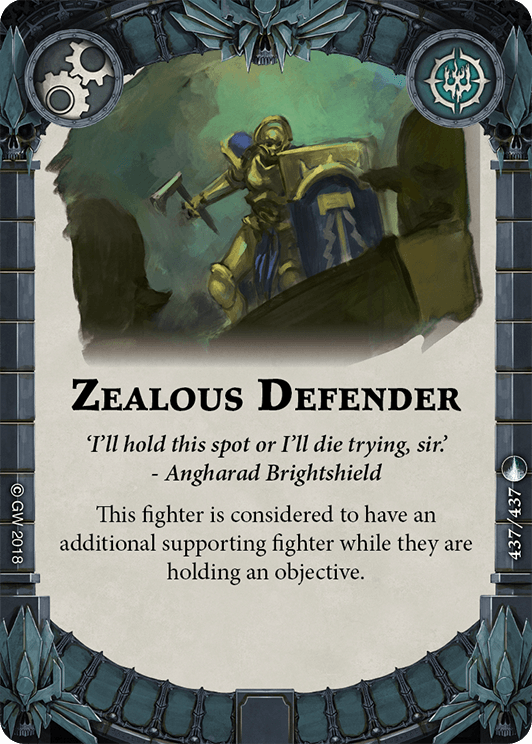 Zealous Defender
‘I’ll hold this spot or I’ll die trying, sir.’
- Angharad Brightshield
This fighter is considered to have an
additional supporting fighter while they are
holding an objective.
© GW 2018
437/437